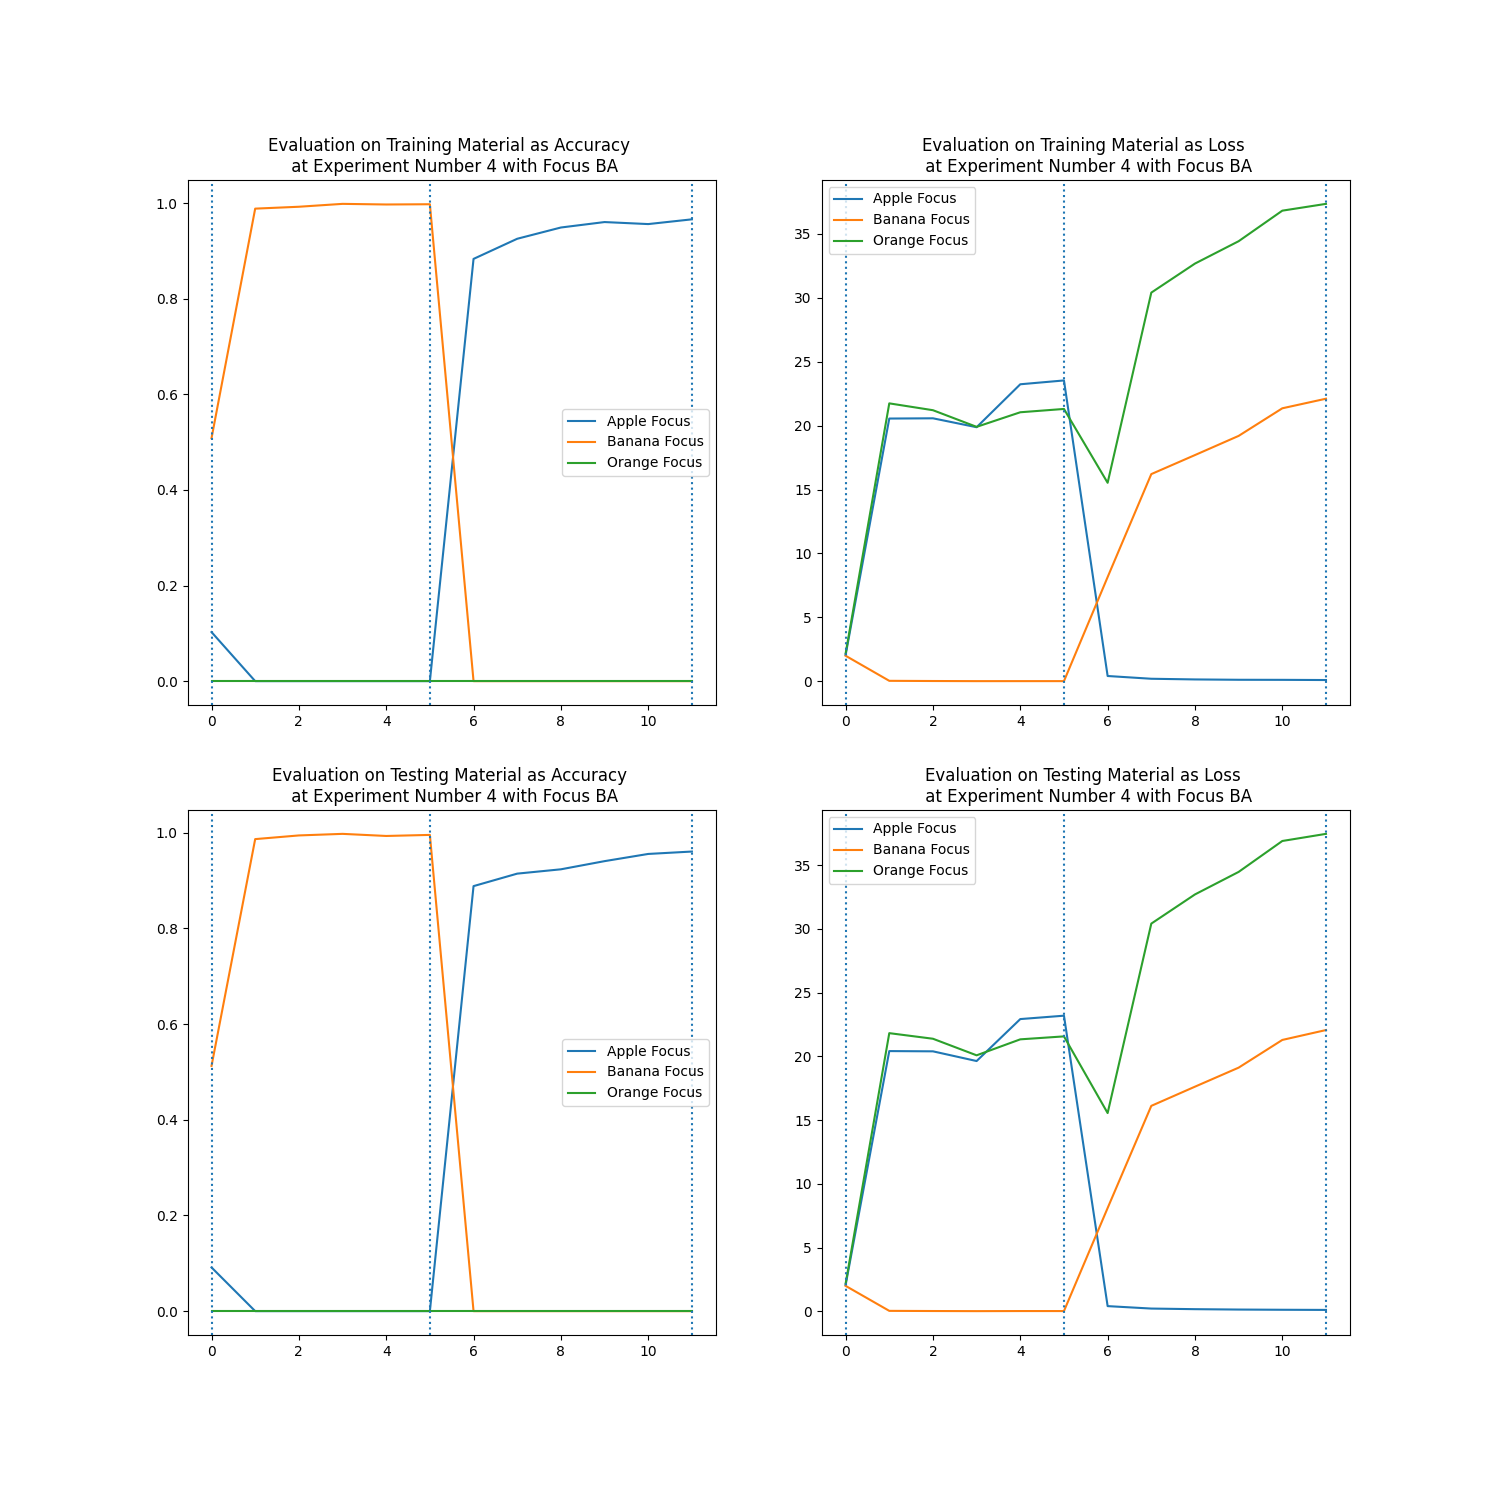 Evaluation on Training Material as Accuracy
at Experiment Number 4 with Focus BA
1.0
0.8
0.6
0.4
0.2
0.0
Apple Focus
Banana Focus
Orange Focus
0 2 4 6 8 10
Evaluation on Training Material as Loss
at Experiment Number 4 with Focus BA
Apple Focus
Banana Focus
Orange Focus
35
30
25
20
15
10
5
0
0 2 4 6 8 10
Evaluation on Testing Material as Accuracy
at Experiment Number 4 with Focus BA
1.0
0.8
0.6
0.4
0.2
0.0
Apple Focus
Banana Focus
Orange Focus
0 2 4 6 8 10
Evaluation on Testing Material as Loss
at Experiment Number 4 with Focus BA
Apple Focus
Banana Focus
Orange Focus
35
30
25
20
15
10
5
0
0 2 4 6 8 10